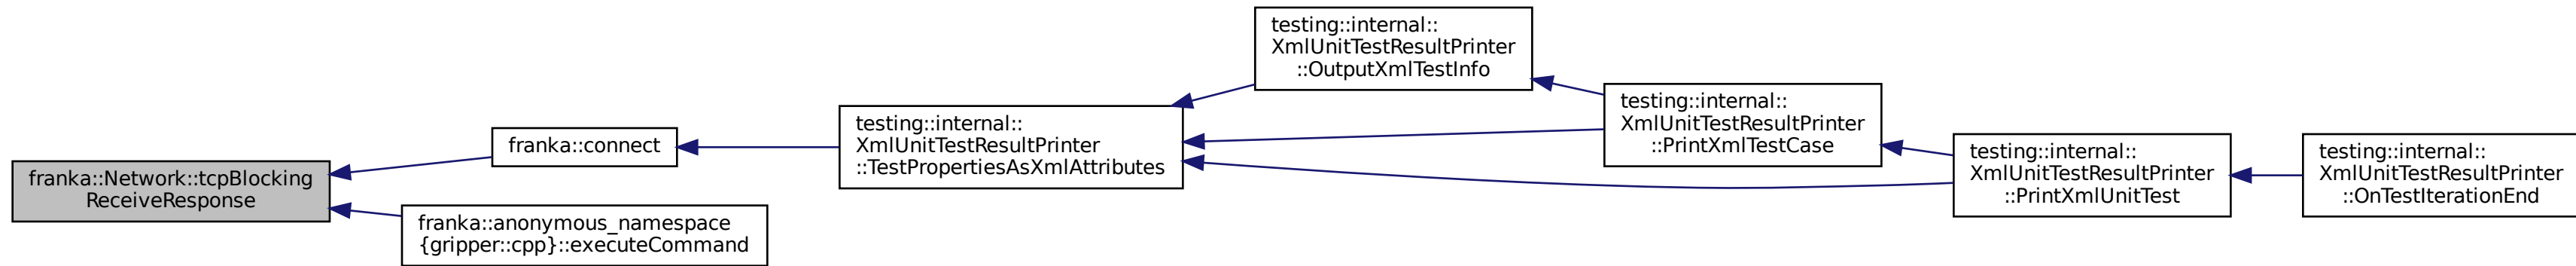 franka::Network::tcpBlocking
ReceiveResponse
franka::connect
franka::anonymous_namespace
{gripper::cpp}::executeCommand
testing::internal::
XmlUnitTestResultPrinter
::TestPropertiesAsXmlAttributes
testing::internal::
XmlUnitTestResultPrinter
::OutputXmlTestInfo
testing::internal::
XmlUnitTestResultPrinter
::PrintXmlTestCase
testing::internal::
XmlUnitTestResultPrinter
::PrintXmlUnitTest
testing::internal::
XmlUnitTestResultPrinter
::OnTestIterationEnd